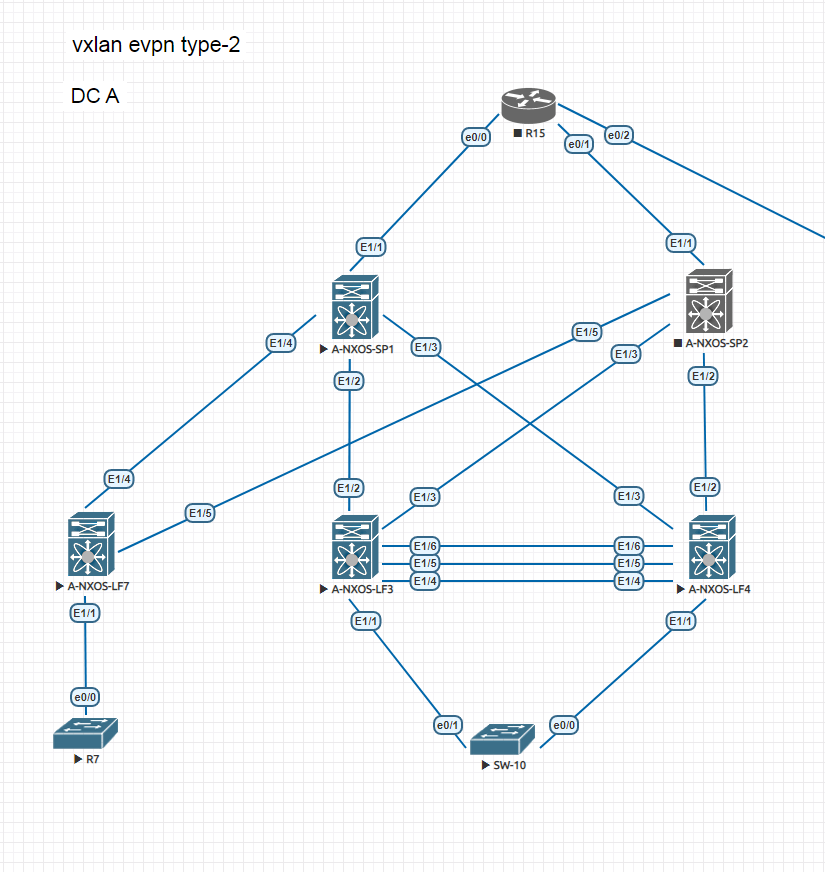 vxlan evpn type-2
DC A
R15
e0/0
e0/1
e0/2
E1/1
E1/1
A-NXOS-SP1
A-NXOS-SP2
E1/4
E1/3
E1/5
E1/3
E1/2
E1/2
E1/4
E1/5
E1/2
E1/3
E1/3
E1/2
E1/6
E1/6
E1/5
E1/5
E1/4
E1/4
A-NXOS-LF7
A-NXOS-LF3
A-NXOS-LF4
E1/1
E1/1
E1/1
e0/0
e0/1
e0/0
R7
SW-10